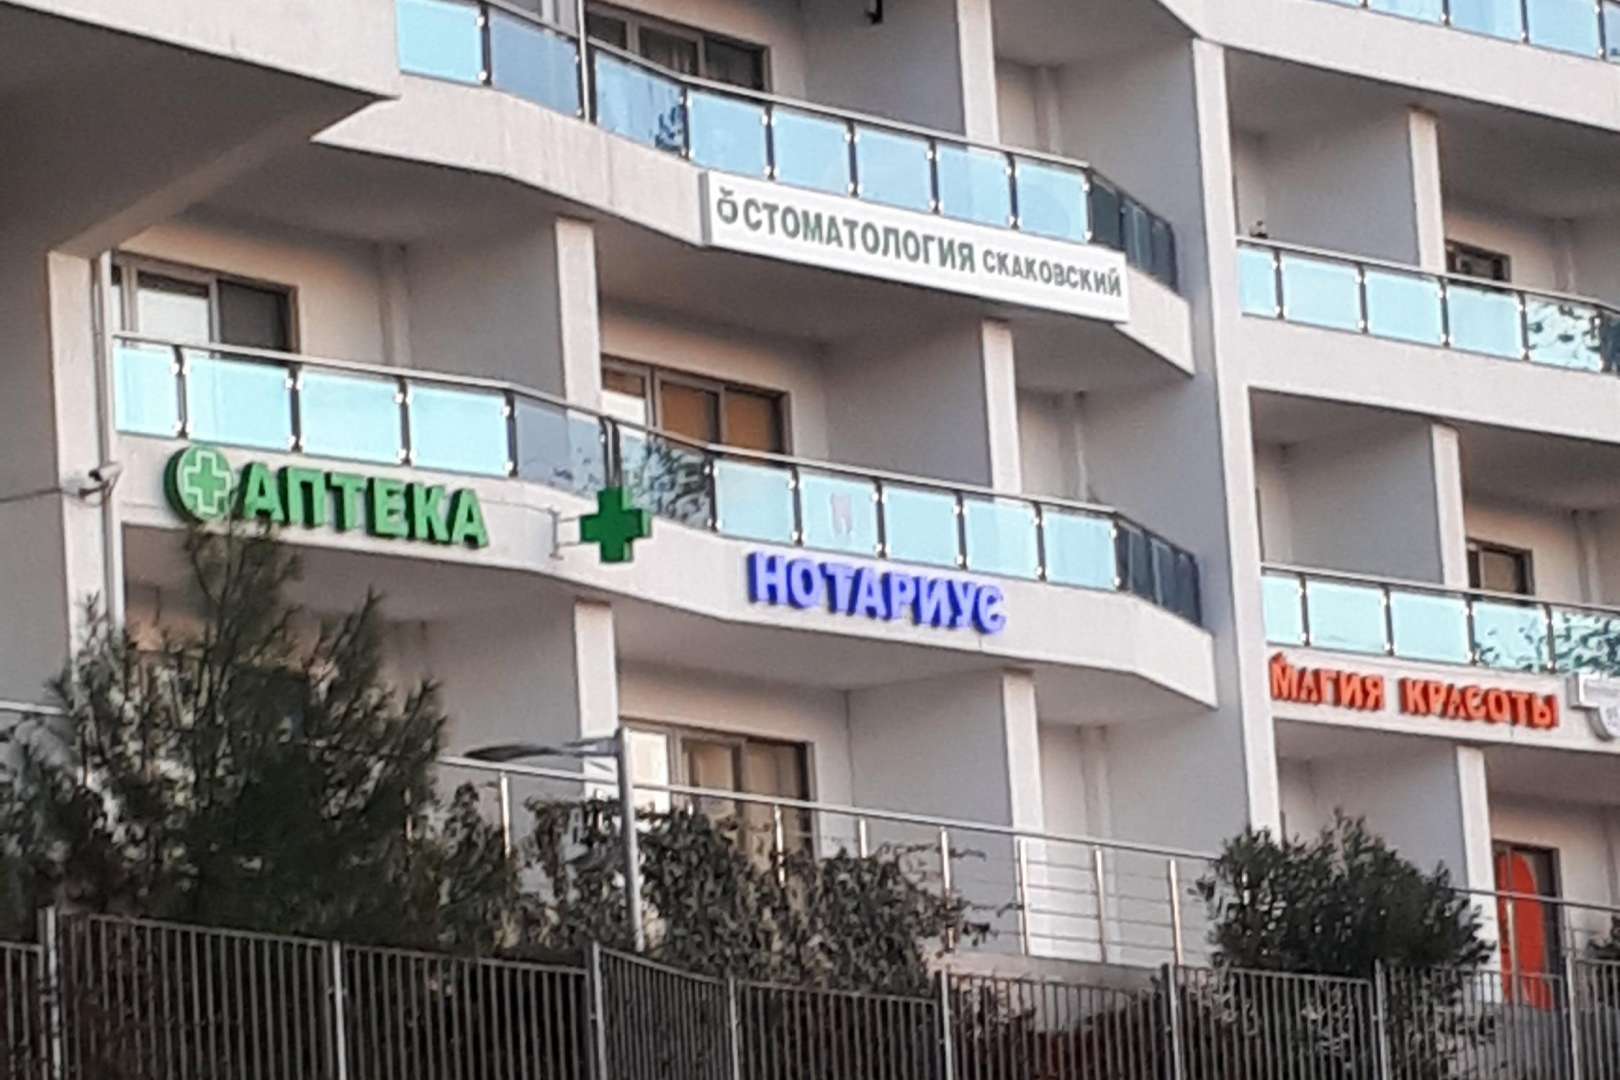 СТОМАТОЛОГИЯ СКАКОВСКИЙ
АПТЕКА
НОТАРИУС
МАГИЯ КРАСОТЫ